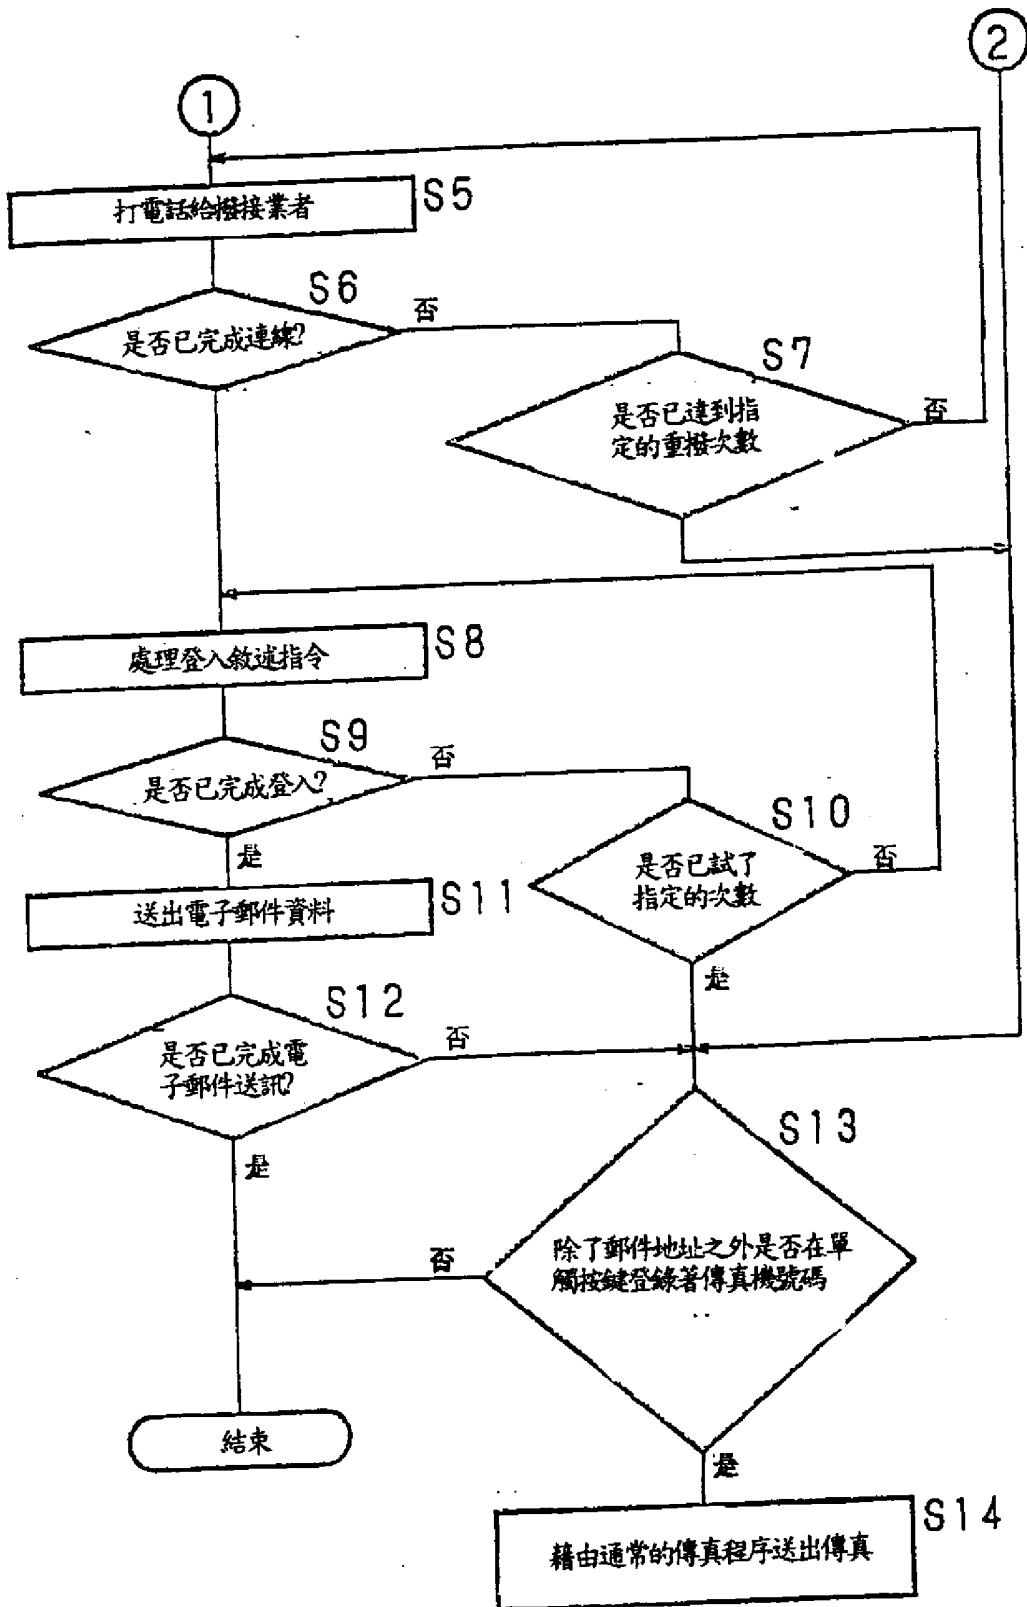 2
1
打電話給撥接業者
S5
S6
是否已完成連線?
否
S7
是否已達到指
定的重撥次數
否
處理登入敘述指令
S8
S9
是否已完成登入?
否
是
S10
是否已試了
指定的次數
否
是
送出電子郵件資料
S11
S12
是否已完成電
子郵件送訊?
否
是
S13
除了郵件地址之外是否在單
觸按鍵登錄著傳真機號碼
否
是
結束
S14
藉由通常的傳真程序送出傳真